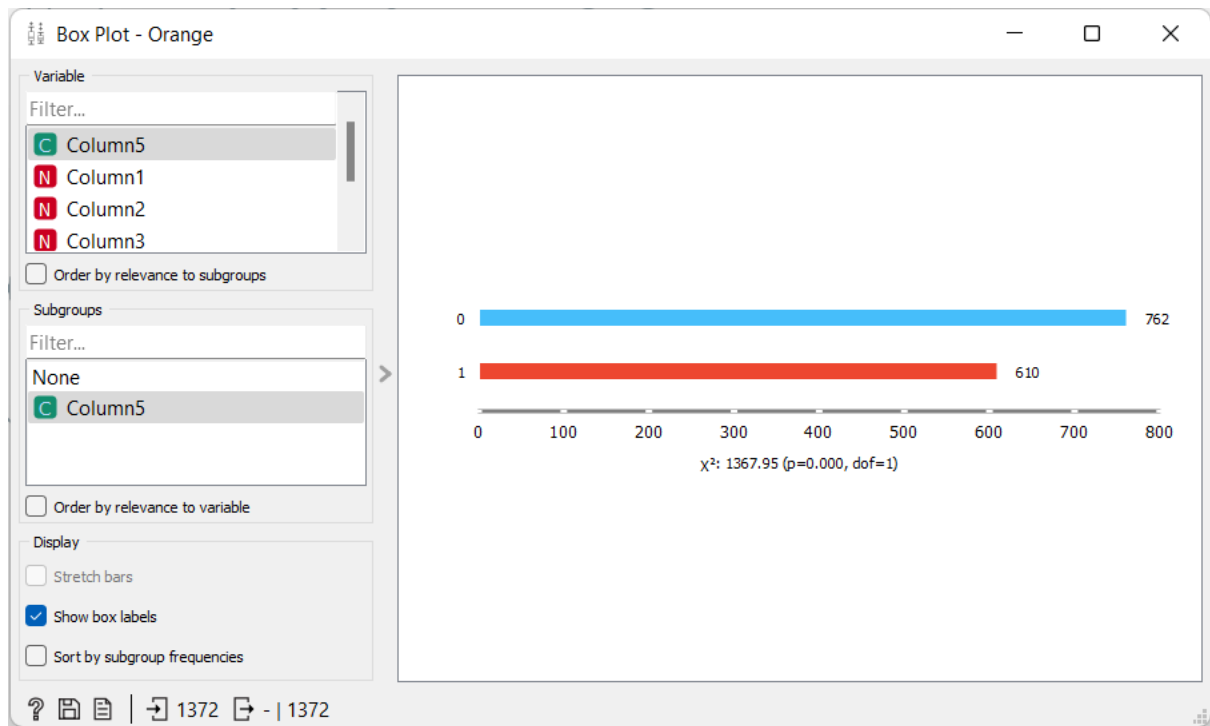 Box Plot - Orange
Variable
Filter...
C Column5
N Column1
N Column2
N Column3
Order by relevance to subgroups
Subgroups
Filter...
None
C Column5
Order by relevance to variable
Display
Stretch bars
Show box labels
Sort by subgroup frequencies
? 1372 - | 1372
0 762
1 610
0 100 200 300 400 500 600 700 800
χ²: 1367.95 (p=0.000, dof=1)